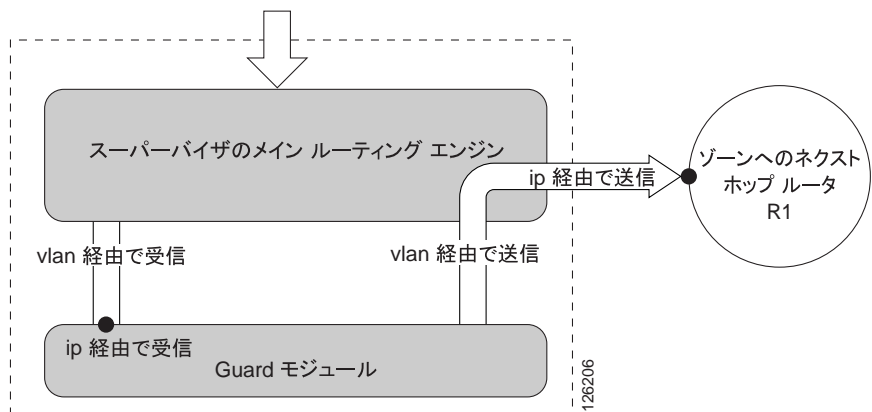 スーパーバイザのメイン ルーティング エンジン
ゾーンへのネクスト
ホップ ルータ
R1
ip 経由で送信
vlan 経由で受信
vlan 経由で送信
ip 経由で受信
Guard モジュール
126206